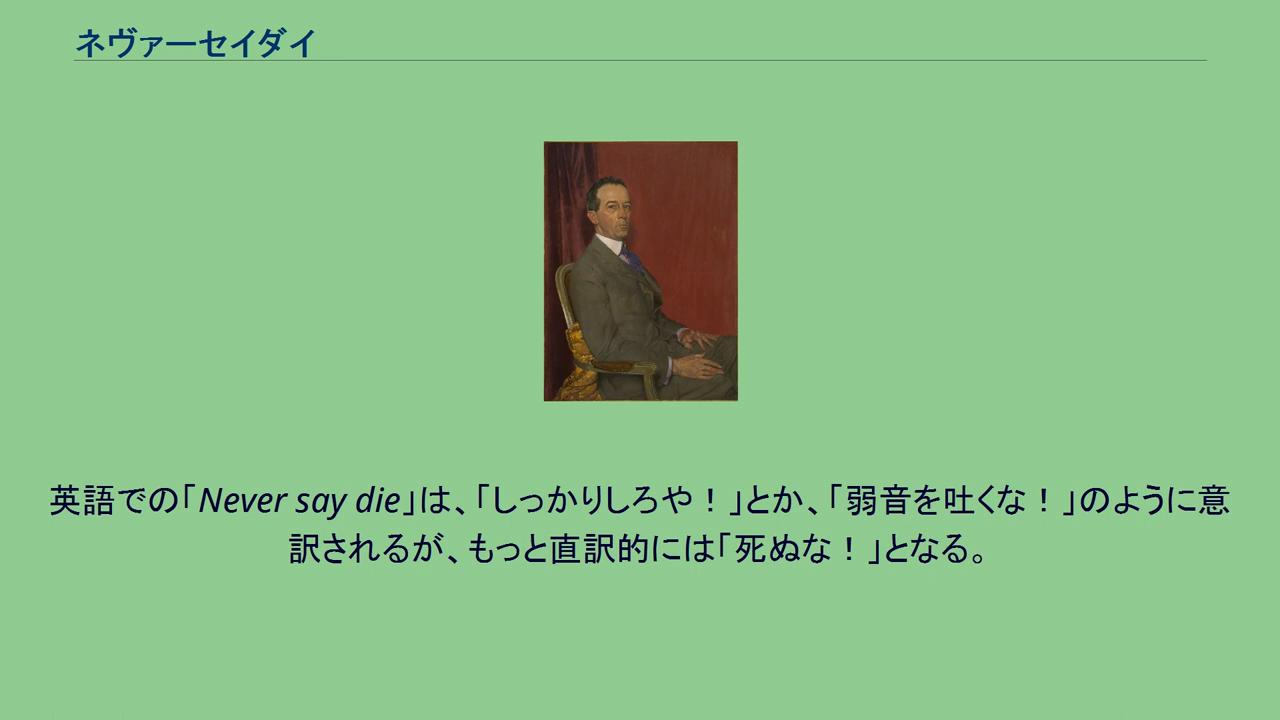 ネヴァーセイダイ
英語での「Never say die」は、「しっかりしろや！」とか、「弱音を吐くな！」のように意
訳されるが、もっと直訳的には「死ぬな！」となる。